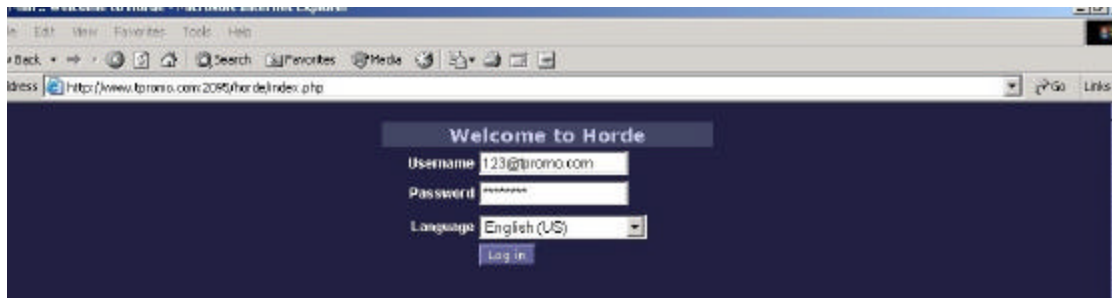 Edit View Favorites Tools Help
Back Search Favorites Media
http://www.tpromo.com:2095/horde/index.php Go Links
Welcome to Horde
Username 123@tpromo.com
Password ********
Language English (US)
Log in